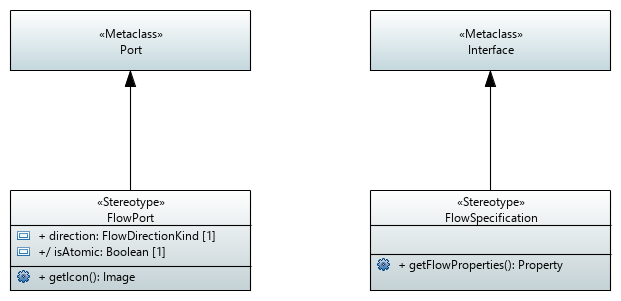 «Metaclass»
Port
«Metaclass»
Interface
«Stereotype»
FlowPort
+ direction: FlowDirectionKind [1]
+/ isAtomic: Boolean [1]
+ getIcon(): Image
«Stereotype»
FlowSpecification
+ getFlowProperties(): Property